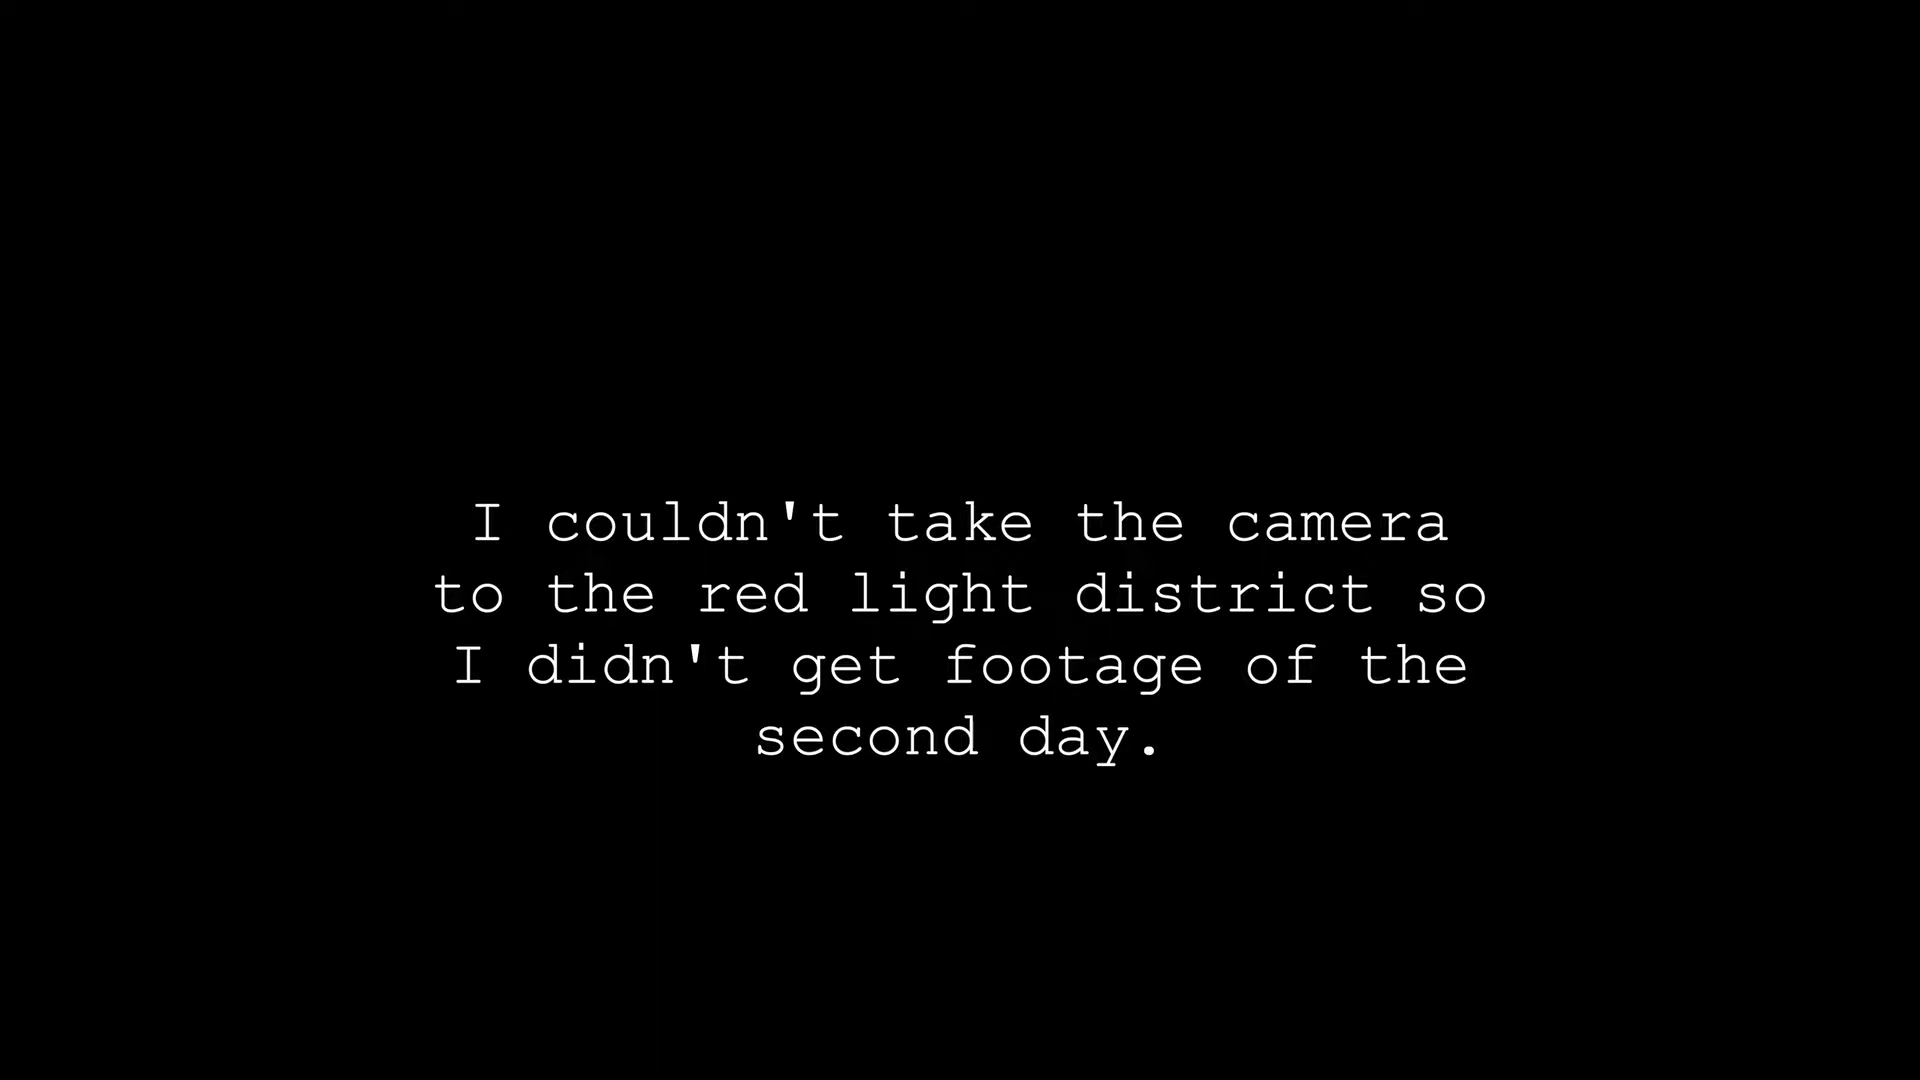 I couldn't take the camera
to the red light district so
I didn't get footage of the
second day.